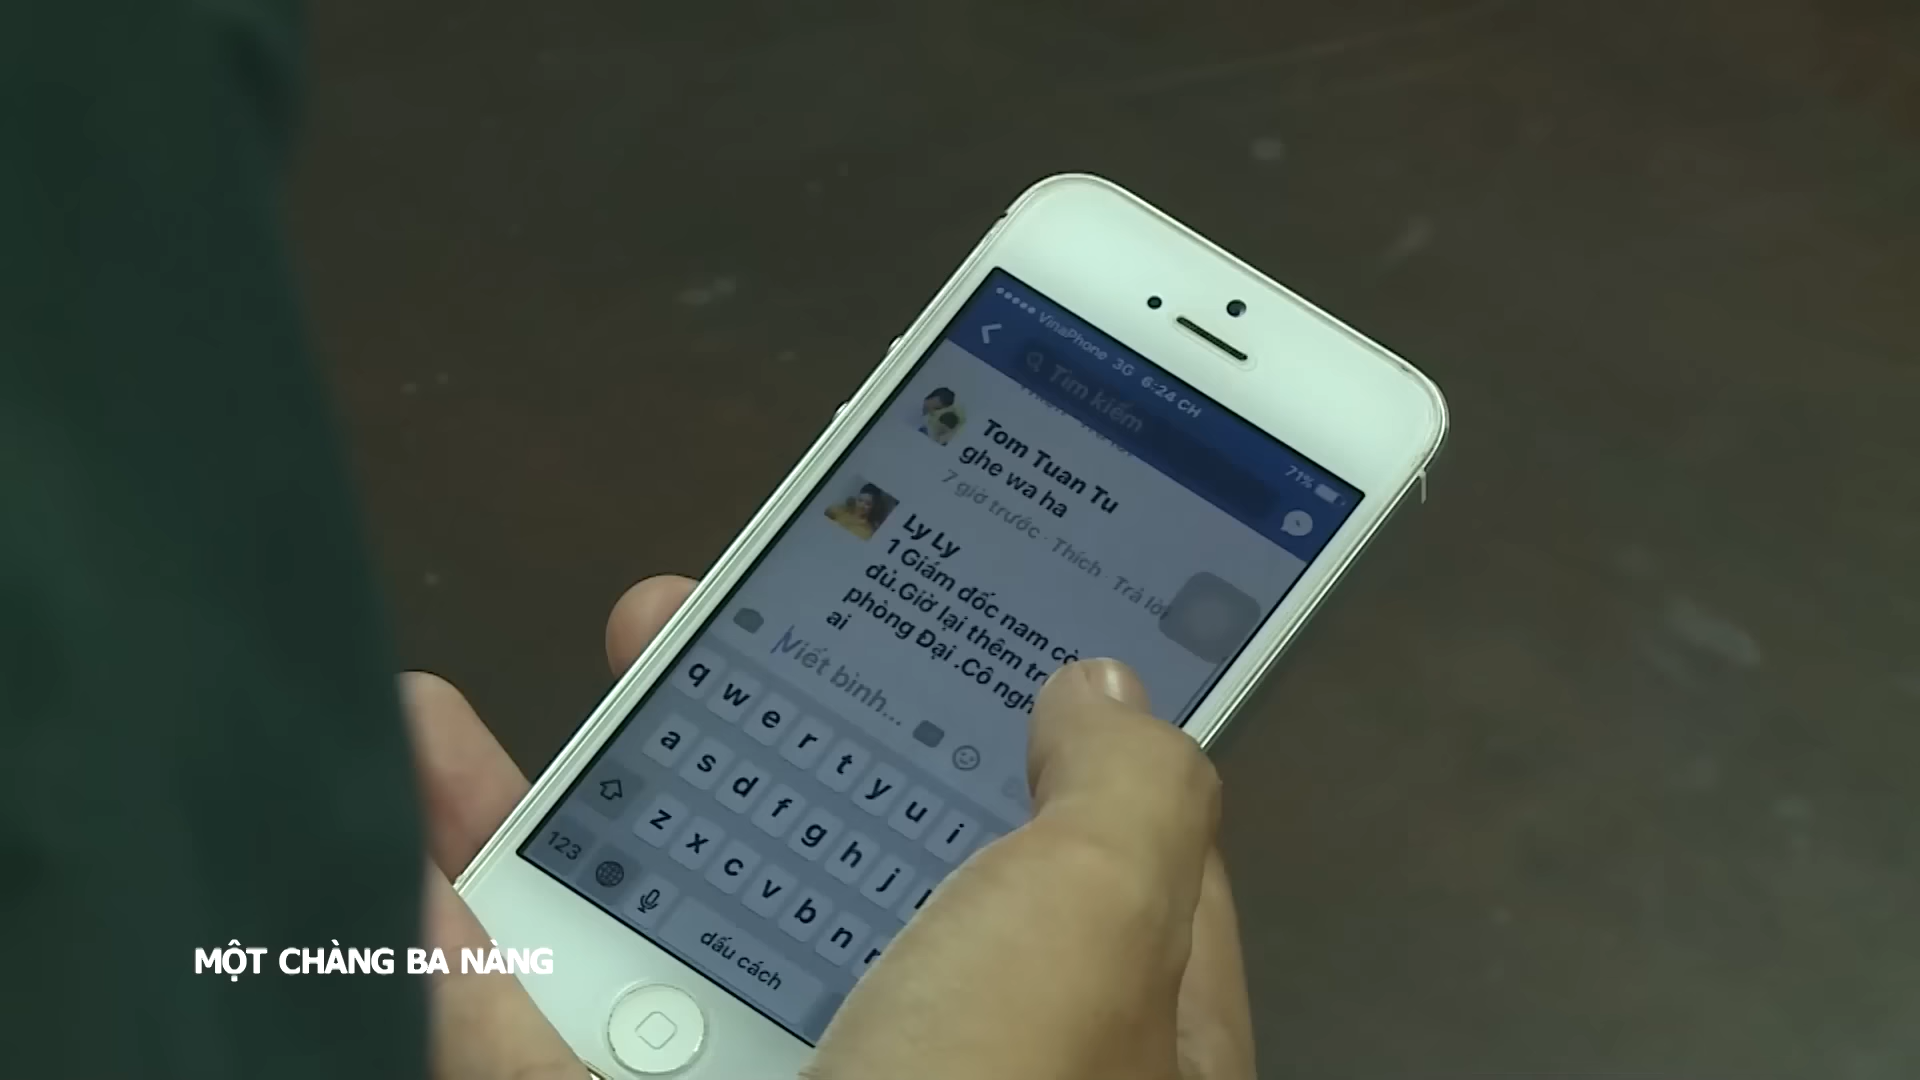 VinaPhone 3G 6:24 CH 71%
Tìm kiếm
Tom Tuan Tu
ghe wa ha
7 giờ trước · Thích · Trả lời
Ly Ly
1 Giám đốc nam cò
đủ.Giờ lại thêm tr
phòng Đại .Cô ngh
ai
Viết bình...
q w e r t y u i
a s d f g h j
z x c v b n
123
dấu cách
MỘT CHÀNG BA NÀNG